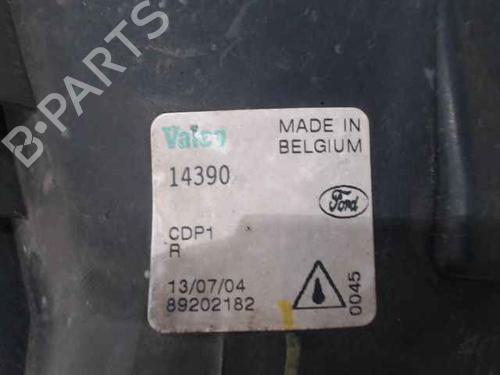 B-PARTS
Valeo
MADE IN
BELGIUM
14390
Ford
CDP1
R
13/07/04
89202182
0045